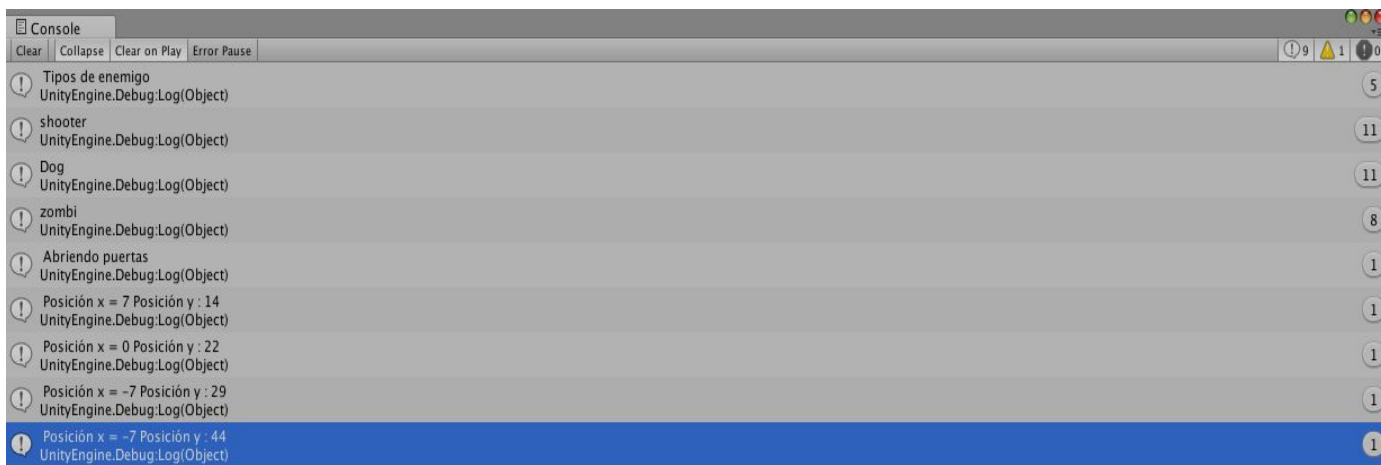 Console
Clear Collapse Clear on Play Error Pause 9 1 0
Tipos de enemigo
UnityEngine.Debug:Log(Object) 5
shooter
UnityEngine.Debug:Log(Object) 11
Dog
UnityEngine.Debug:Log(Object) 11
zombi
UnityEngine.Debug:Log(Object) 8
Abriendo puertas
UnityEngine.Debug:Log(Object) 1
Posición x = 7 Posición y : 14
UnityEngine.Debug:Log(Object) 1
Posición x = 0 Posición y : 22
UnityEngine.Debug:Log(Object) 1
Posición x = -7 Posición y : 29
UnityEngine.Debug:Log(Object) 1
Posición x = -7 Posición y : 44
UnityEngine.Debug:Log(Object) 1